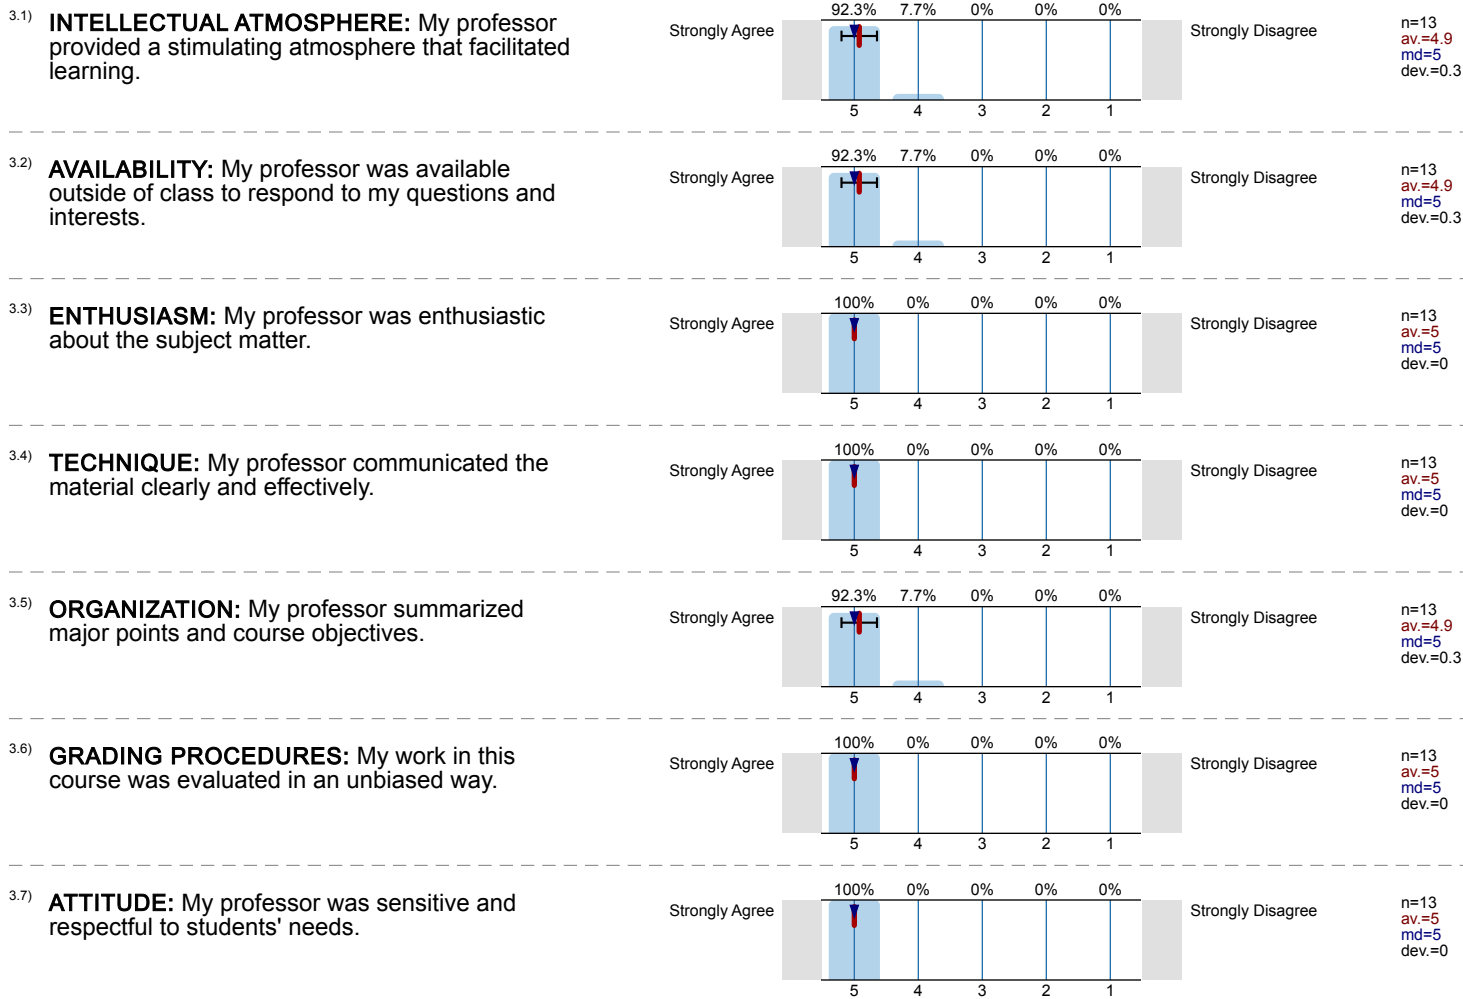 3.1) INTELLECTUAL ATMOSPHERE: My professor
provided a stimulating atmosphere that facilitated
learning.
Strongly Agree
92.3% 7.7% 0% 0% 0%
5 4 3 2 1
Strongly Disagree
n=13
av.=4.9
md=5
dev.=0.3
3.2) AVAILABILITY: My professor was available
outside of class to respond to my questions and
interests.
Strongly Agree
92.3% 7.7% 0% 0% 0%
5 4 3 2 1
Strongly Disagree
n=13
av.=4.9
md=5
dev.=0.3
3.3) ENTHUSIASM: My professor was enthusiastic
about the subject matter.
Strongly Agree
100% 0% 0% 0% 0%
5 4 3 2 1
Strongly Disagree
n=13
av.=5
md=5
dev.=0
3.4) TECHNIQUE: My professor communicated the
material clearly and effectively.
Strongly Agree
100% 0% 0% 0% 0%
5 4 3 2 1
Strongly Disagree
n=13
av.=5
md=5
dev.=0
3.5) ORGANIZATION: My professor summarized
major points and course objectives.
Strongly Agree
92.3% 7.7% 0% 0% 0%
5 4 3 2 1
Strongly Disagree
n=13
av.=4.9
md=5
dev.=0.3
3.6) GRADING PROCEDURES: My work in this
course was evaluated in an unbiased way.
Strongly Agree
100% 0% 0% 0% 0%
5 4 3 2 1
Strongly Disagree
n=13
av.=5
md=5
dev.=0
3.7) ATTITUDE: My professor was sensitive and
respectful to students' needs.
Strongly Agree
100% 0% 0% 0% 0%
5 4 3 2 1
Strongly Disagree
n=13
av.=5
md=5
dev.=0